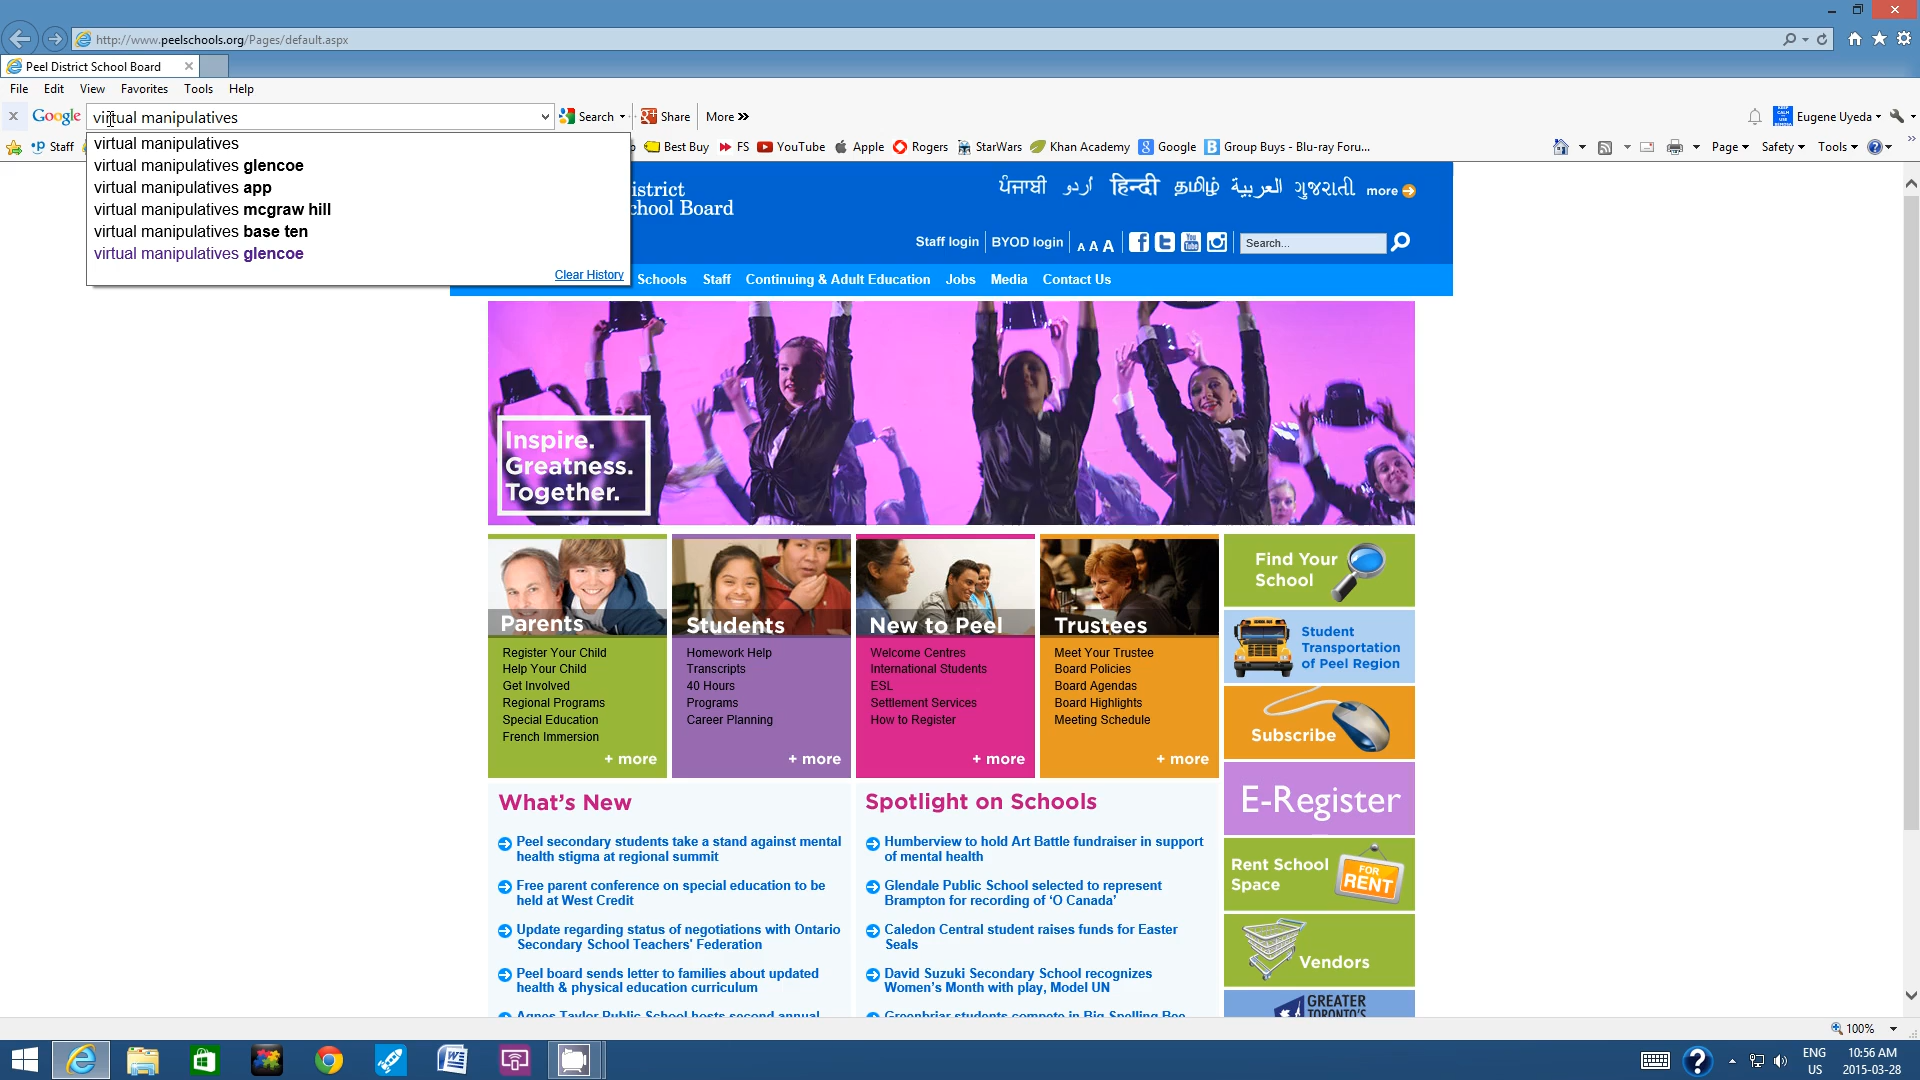 http://www.peelschools.org/Pages/default.aspx
Peel District School Board
File Edit View Favorites Tools Help
Google virtual manipulatives Search Share More »
Eugene Uyeda
Staff Best Buy FS YouTube Apple Rogers StarWars Khan Academy Google Group Buys - Blu-ray Foru...
Page Safety Tools
virtual manipulatives
virtual manipulatives glencoe
virtual manipulatives app
virtual manipulatives mcgraw hill
virtual manipulatives base ten
virtual manipulatives glencoe
Clear History
istrict
chool Board
ਪੰਜਾਬੀ اُردو हिन्दी தமிழ் العربية ગુજરાતી more
Staff login BYOD login A A A Search...
Schools Staff Continuing & Adult Education Jobs Media Contact Us
Inspire.
Greatness.
Together.
Parents
Register Your Child
Help Your Child
Get Involved
Regional Programs
Special Education
French Immersion
+ more
Students
Homework Help
Transcripts
40 Hours
Programs
Career Planning
+ more
New to Peel
Welcome Centres
International Students
ESL
Settlement Services
How to Register
+ more
Trustees
Meet Your Trustee
Board Policies
Board Agendas
Board Highlights
Meeting Schedule
+ more
Find Your
School
Student
Transportation
of Peel Region
Subscribe
E-Register
Rent School
Space
FOR
RENT
Vendors
GREATER
TORONTO'S
What's New
Peel secondary students take a stand against mental
health stigma at regional summit
Free parent conference on special education to be
held at West Credit
Update regarding status of negotiations with Ontario
Secondary School Teachers' Federation
Peel board sends letter to families about updated
health & physical education curriculum
Agnes Taylor Public School hosts second annual
Spotlight on Schools
Humberview to hold Art Battle fundraiser in support
of mental health
Glendale Public School selected to represent
Brampton for recording of ‘O Canada’
Caledon Central student raises funds for Easter
Seals
David Suzuki Secondary School recognizes
Women’s Month with play, Model UN
Greenbriar students compete in Big Spelling Bee
100%
ENG
US
10:56 AM
2015-03-28